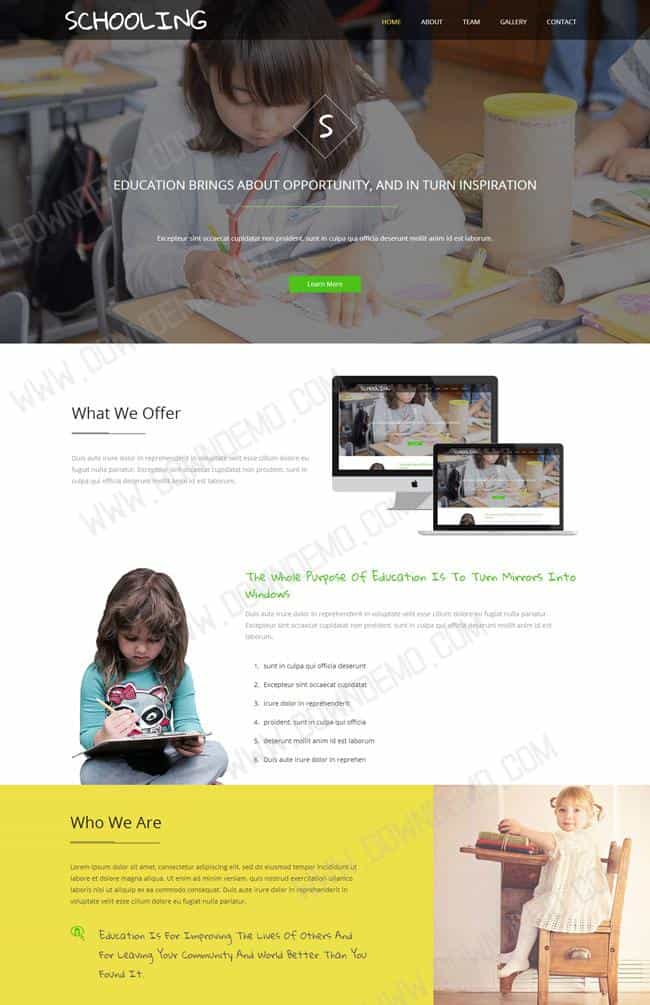 SCHOOLING
HOME ABOUT TEAM GALLERY CONTACT
S
EDUCATION BRINGS ABOUT OPPORTUNITY, AND IN TURN INSPIRATION
Excepteur sint occaecat cupidatat non proident, sunt in culpa qui officia deserunt mollit anim id est laborum.
Learn More
WWW.DOWNDEMO.COM
What We Offer
Duis aute irure dolor in reprehenderit in voluptate velit esse cillum dolore eu
fugiat nulla pariatur. Excepteur sint occaecat cupidatat non proident, sunt in
culpa qui officia deserunt mollit anim id est laborum.
SCHOOLING
SCHOOLING
WWW.DOWNDEMO.COM
The Whole Purpose Of Education Is To Turn Mirrors Into
Windows
Duis aute irure dolor in reprehenderit in voluptate velit esse cillum dolore eu fugiat nulla pariatur.
Excepteur sint occaecat cupidatat non proident, sunt in culpa qui officia deserunt mollit anim id est
laborum.
1. sunt in culpa qui officia deserunt
2. Excepteur sint occaecat cupidatat
3. irure dolor in reprehenderit
4. proident, sunt in culpa qui officia
5. deserunt mollit anim id est laborum
6. Duis aute irure dolor in reprehen
WWW.DOWNDEMO.COM
Who We Are
Lorem ipsum dolor sit amet, consectetur adipiscing elit, sed do eiusmod tempor incididunt ut
labore et dolore magna aliqua. Ut enim ad minim veniam, quis nostrud exercitation ullamco
laboris nisi ut aliquip ex ea commodo consequat. Duis aute irure dolor in reprehenderit in
voluptate velit esse cillum dolore eu fugiat nulla pariatur.
Education Is For Improving The Lives Of Others And
For Leaving Your Community And World Better Than You
Found It.